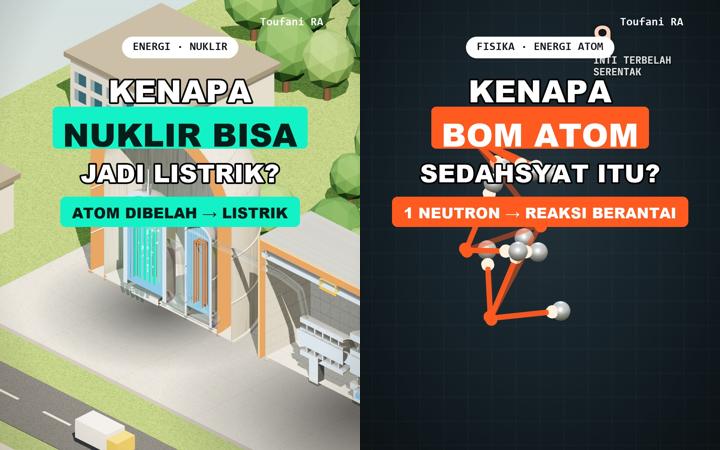 Toufani RA
ENERGI · NUKLIR
KENAPA
NUKLIR BISA
JADI LISTRIK?
ATOM DIBELAH → LISTRIK
Toufani RA
FISIKA · ENERGI ATOM
INTI TERBELAH
SERENTAK
KENAPA
BOM ATOM
SEDAHSYAT ITU?
1 NEUTRON → REAKSI BERANTAI